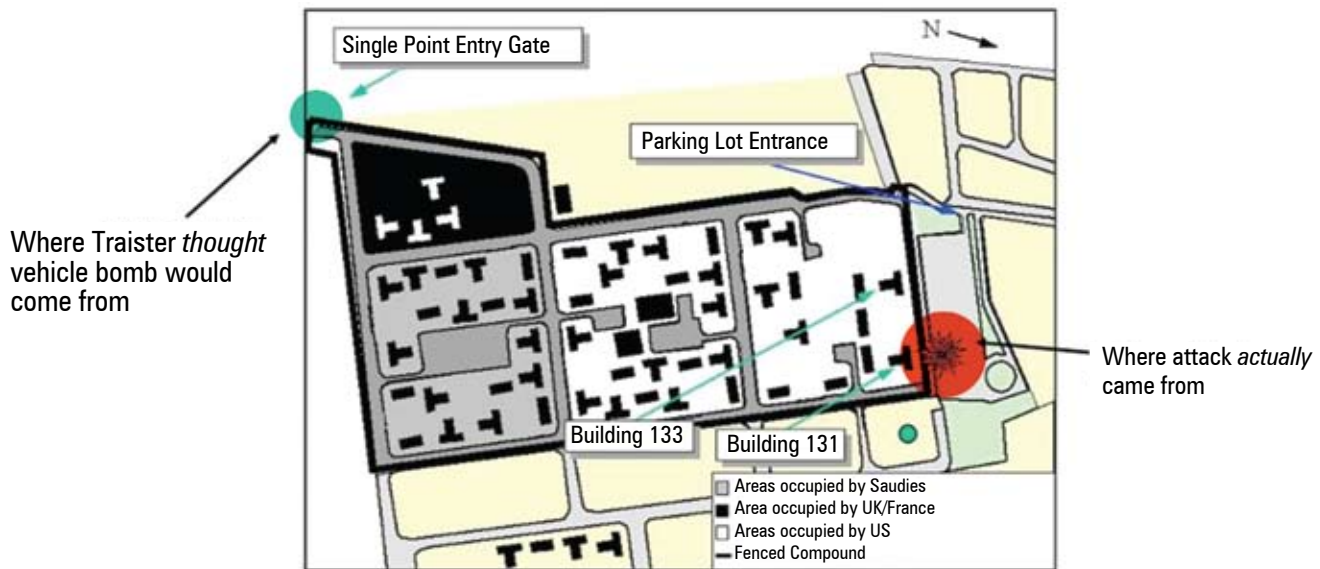 Single Point Entry Gate
N
Parking Lot Entrance
Where Traister thought
vehicle bomb would
come from
Where attack actually
came from
Building 133
Building 131
Areas occupied by Saudies
Area occupied by UK/France
Areas occupied by US
Fenced Compound